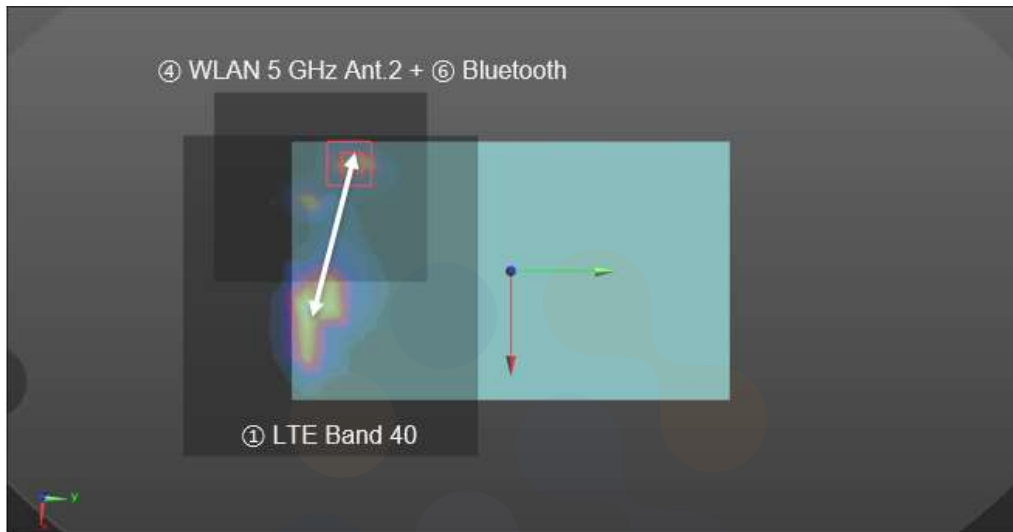 ④ WLAN 5 GHz Ant.2 + ⑥ Bluetooth
① LTE Band 40
y